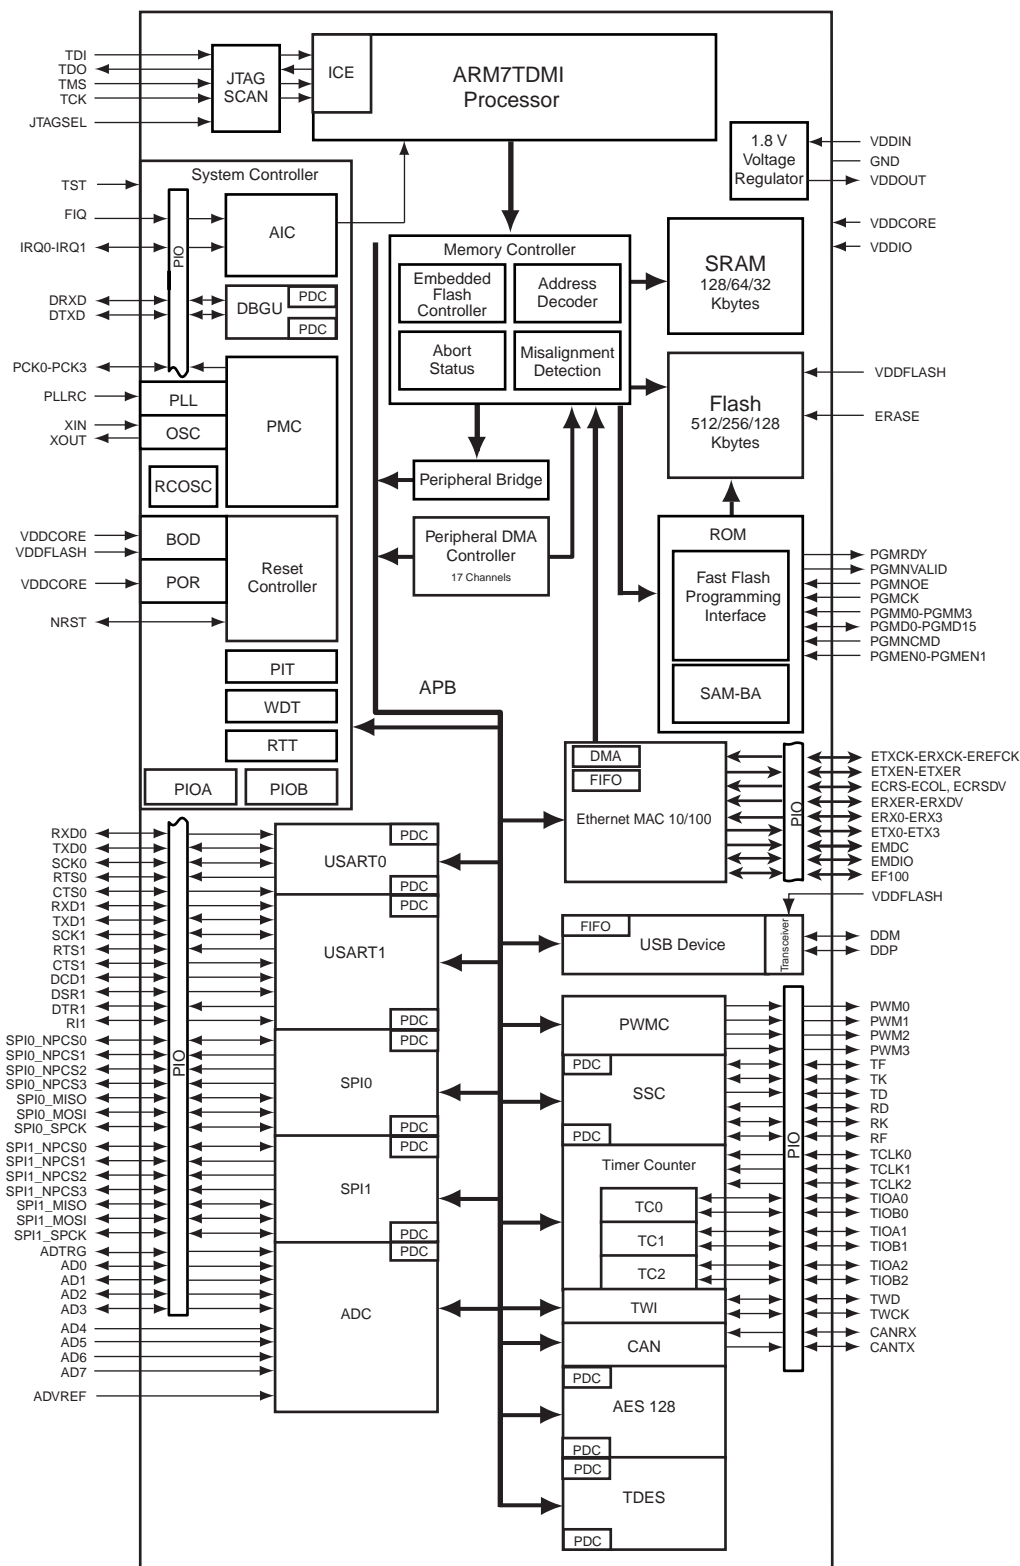 TDI
TDO
TMS
TCK
JTAGSEL
JTAG
SCAN
ICE
ARM7TDMI
Processor
1.8 V
Voltage
Regulator
VDDIN
GND
VDDOUT
VDDCORE
VDDIO
System Controller
TST
FIQ
IRQ0-IRQ1
PIO
AIC
DRXD
DTXD
DBGU
PDC
PDC
PCK0-PCK3
PLLRC
PLL
XIN
XOUT
OSC
RCOSC
PMC
VDDCORE
VDDFLASH
BOD
VDDCORE
POR
Reset
Controller
NRST
PIT
WDT
RTT
PIOA
PIOB
Memory Controller
Embedded
Flash
Controller
Address
Decoder
Abort
Status
Misalignment
Detection
SRAM
128/64/32
Kbytes
Flash
512/256/128
Kbytes
VDDFLASH
ERASE
Peripheral Bridge
Peripheral DMA
Controller
17 Channels
ROM
Fast Flash
Programming
Interface
SAM-BA
PGMRDY
PGMNVALID
PGMNOE
PGMCK
PGMM0-PGMM3
PGMD0-PGMD15
PGMNCMD
PGMEN0-PGMEN1
APB
DMA
FIFO
Ethernet MAC 10/100
PIO
ETXCK-ERXCK-EREFCK
ETXEN-ETXER
ECRS-ECOL, ECRSDV
ERXER-ERXDV
ERX0-ERX3
ETX0-ETX3
EMDC
EMDIO
EF100
VDDFLASH
FIFO
USB Device
Transceiver
DDM
DDP
RXD0
TXD0
SCK0
RTS0
CTS0
RXD1
TXD1
SCK1
RTS1
CTS1
DCD1
DSR1
DTR1
RI1
SPI0_NPCS0
SPI0_NPCS1
SPI0_NPCS2
SPI0_NPCS3
SPI0_MISO
SPI0_MOSI
SPI0_SPCK
SPI1_NPCS0
SPI1_NPCS1
SPI1_NPCS2
SPI1_NPCS3
SPI1_MISO
SPI1_MOSI
SPI1_SPCK
ADTRG
AD0
AD1
AD2
AD3
AD4
AD5
AD6
AD7
ADVREF
PIO
PDC
USART0
PDC
PDC
USART1
PDC
PDC
SPI0
PDC
PDC
SPI1
PDC
PDC
ADC
PWMC
PDC
SSC
PDC
Timer Counter
TC0
TC1
TC2
TWI
CAN
PDC
AES 128
PDC
PDC
TDES
PDC
PIO
PWM0
PWM1
PWM2
PWM3
TF
TK
TD
RD
RK
RF
TCLK0
TCLK1
TCLK2
TIOA0
TIOB0
TIOA1
TIOB1
TIOA2
TIOB2
TWD
TWCK
CANRX
CANTX